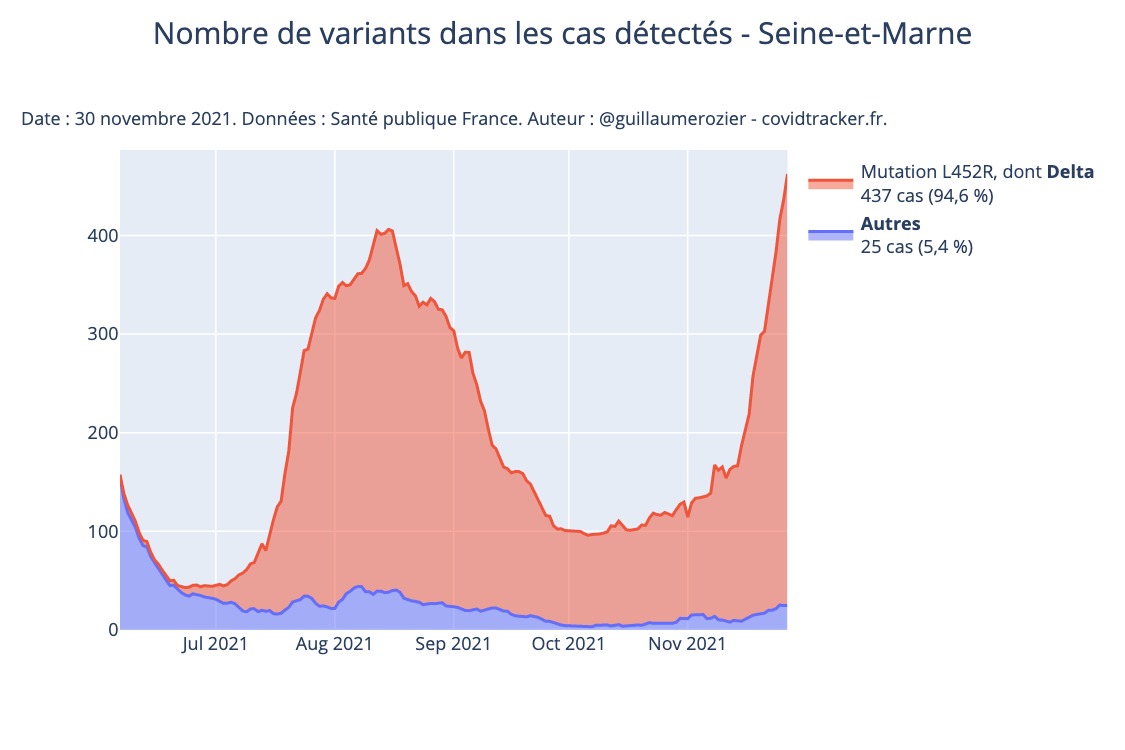 Nombre de variants dans les cas détectés - Seine-et-Marne
Date : 30 novembre 2021. Données : Santé publique France. Auteur : @guillaumerozier - covidtracker.fr.
Mutation L452R, dont Delta
437 cas (94,6 %)
Autres
25 cas (5,4 %)
400
300
200
100
0
Jul 2021
Aug 2021
Sep 2021
Oct 2021
Nov 2021